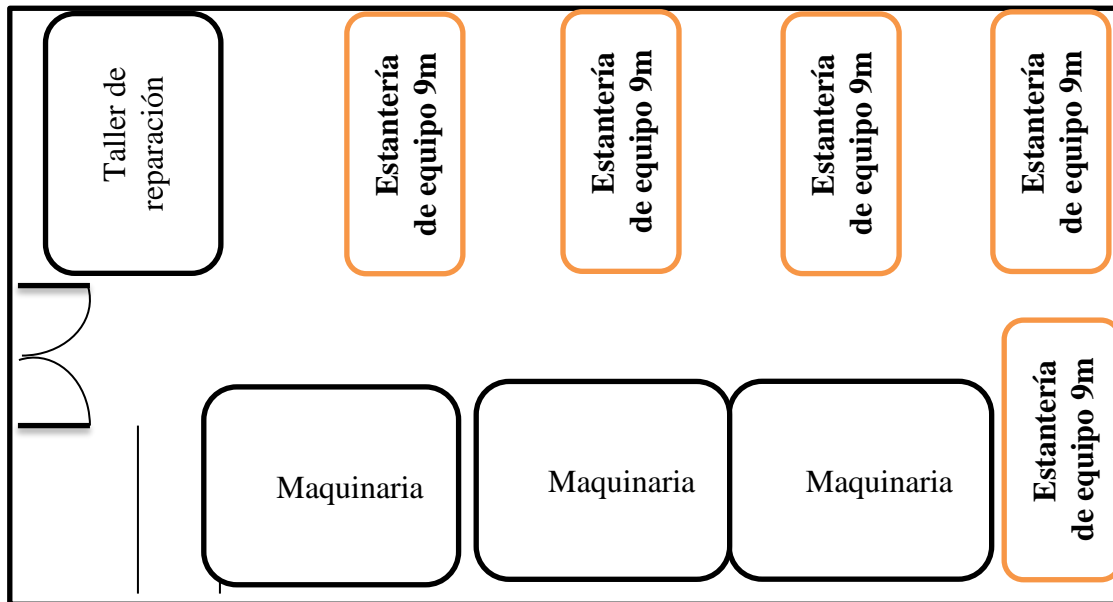 Taller de
reparación
Estantería
de equipo 9m
Estantería
de equipo 9m
Estantería
de equipo 9m
Estantería
de equipo 9m
Maquinaria
Maquinaria
Maquinaria
Estantería
de equipo 9m